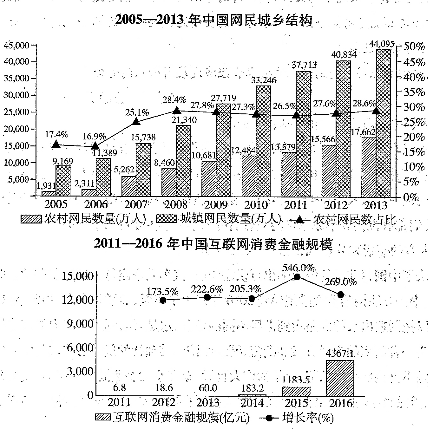 2005—2013年中国网民城乡结构
45,000
40,000
35,000
30,000
25,000
20,000
15,000
10,000
5,000
50%
45%
40%
35%
30%
25%
20%
15%
10%
5%
0%
17.4% 16.9% 25.1% 28.4% 27.8% 27.3% 26.5% 27.6% 28.6%
9,169 11,389 15,738 21,340 27,719 33,246 37,713 40,834 44,095
1,931 2,311 5,262 8,460 10,681 12,484 13,579 15,566 17,662
2005 2006 2007 2008 2009 2010 2011 2012 2013
农村网民数量(万人) 城镇网民数量(万人) 农村网民数占比
2011—2016年中国互联网消费金融规模
15,000
12,000
9,000
6,000
3,000
0
173.5% 222.6% 205.3% 546.0% 269.0%
6.8 18.6 60.0 183.2 1183.5 4367.1
2011 2012 2013 2014 2015 2016
互联网消费金融规模(亿元) 增长率(%)